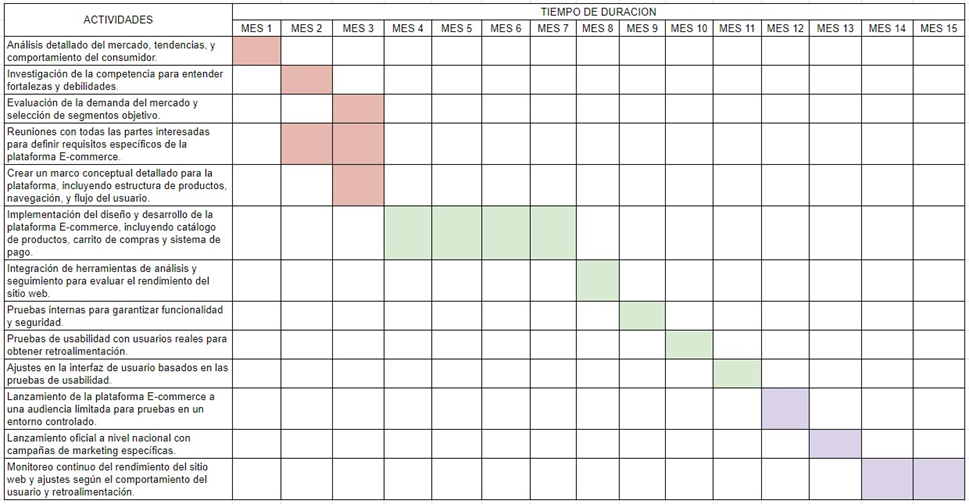 ACTIVIDADES
TIEMPO DE DURACION
MES 1 MES 2 MES 3 MES 4 MES 5 MES 6 MES 7 MES 8 MES 9 MES 10 MES 11 MES 12 MES 13 MES 14 MES 15
Análisis detallado del mercado, tendencias, y
comportamiento del consumidor.
Investigación de la competencia para entender
fortalezas y debilidades.
Evaluación de la demanda del mercado y
selección de segmentos objetivo.
Reuniones con todas las partes interesadas
para definir requisitos específicos de la
plataforma E-commerce.
Crear un marco conceptual detallado para la
plataforma, incluyendo estructura de productos,
navegación, y flujo del usuario.
Implementación del diseño y desarrollo de la
plataforma E-commerce, incluyendo catálogo
de productos, carrito de compras y sistema de
pago.
Integración de herramientas de análisis y
seguimiento para evaluar el rendimiento del
sitio web.
Pruebas internas para garantizar funcionalidad
y seguridad.
Pruebas de usabilidad con usuarios reales para
obtener retroalimentación.
Ajustes en la interfaz de usuario basados en las
pruebas de usabilidad.
Lanzamiento de la plataforma E-commerce a
una audiencia limitada para pruebas en un
entorno controlado.
Lanzamiento oficial a nivel nacional con
campañas de marketing específicas.
Monitoreo continuo del rendimiento del sitio
web y ajustes según el comportamiento del
usuario y retroalimentación.